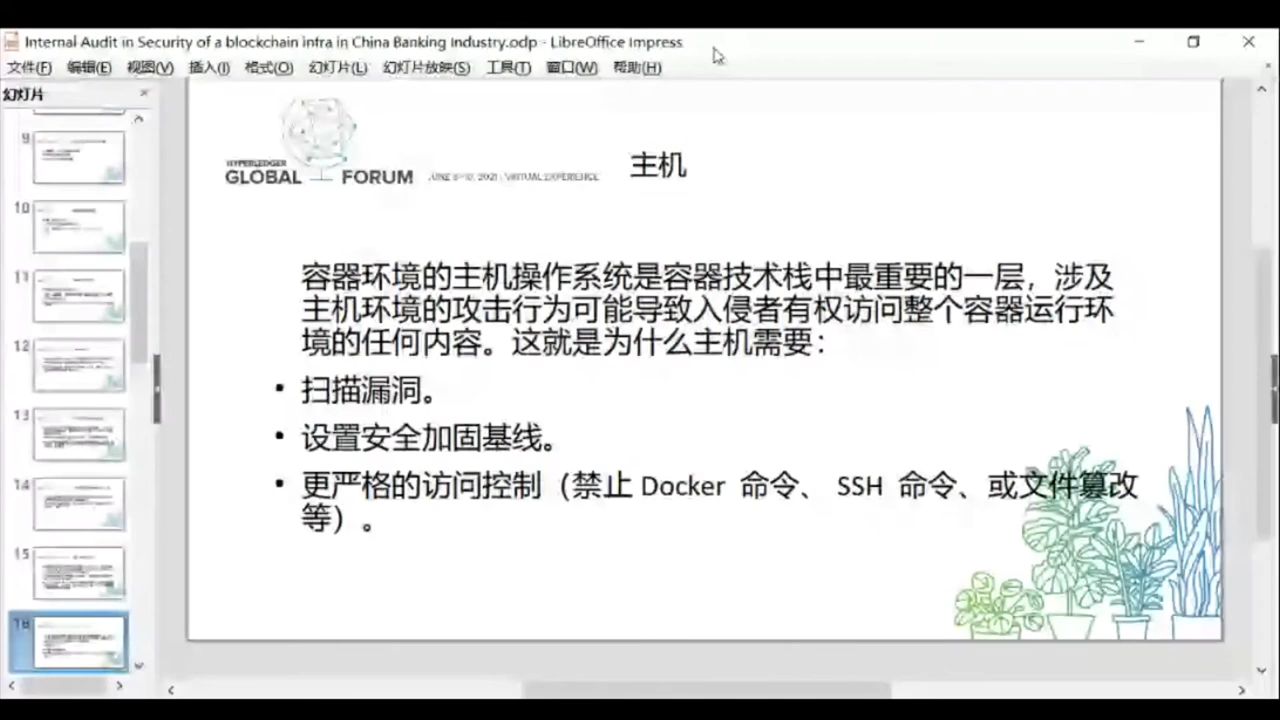 Internal Audit in Security of a blockchain infra in China Banking Industry.odp - LibreOffice Impress
文件(F) 编辑(E) 视图(V) 插入(I) 格式(O) 幻灯片(L) 幻灯片放映(S) 工具(T) 窗口(W) 帮助(H)
幻灯片
9
10
11
12
13
14
15
16
HYPERLEDGER
GLOBAL FORUM
VIRTUAL EXPERIENCE
主机
容器环境的主机操作系统是容器技术栈中最重要的一层，涉及
主机环境的攻击行为可能导致入侵者有权访问整个容器运行环
境的任何内容。这就是为什么主机需要：
• 扫描漏洞。
• 设置安全加固基线。
• 更严格的访问控制（禁止 Docker 命令、 SSH 命令、或文件篡改
等）。